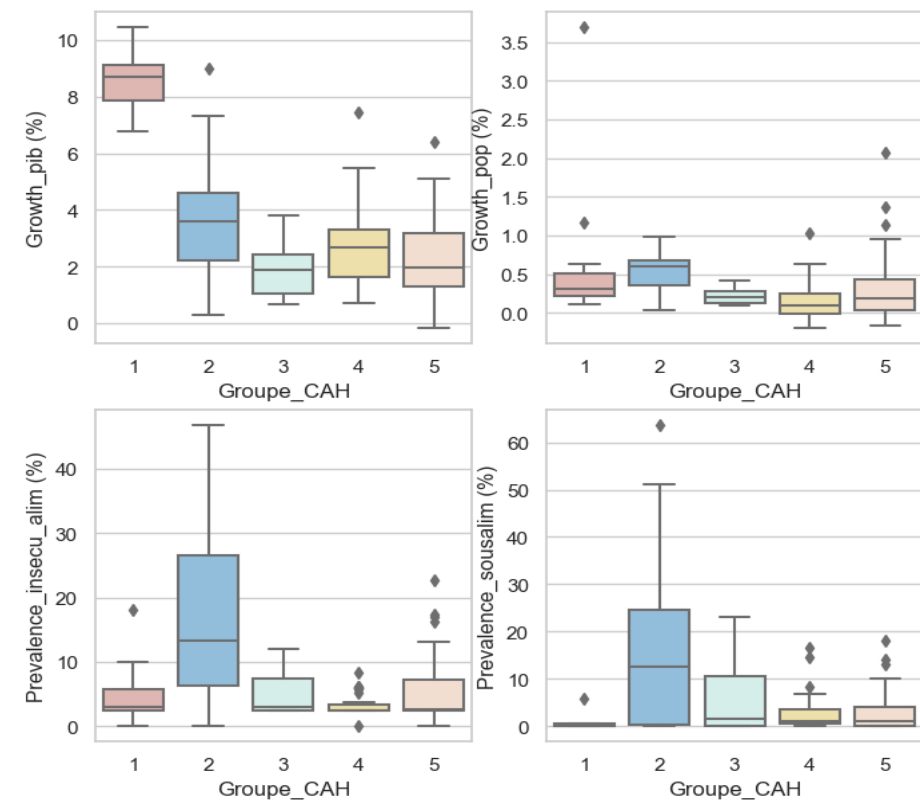 Growth_pib (%)
10
8
6
4
2
0
1 2 3 4 5
Groupe_CAH
Growth_pop (%)
3.5
3.0
2.5
2.0
1.5
1.0
0.5
0.0
1 2 3 4 5
Groupe_CAH
Prevalence_insecu_alim (%)
40
30
20
10
0
1 2 3 4 5
Groupe_CAH
Prevalence_sousalim (%)
60
50
40
30
20
10
0
1 2 3 4 5
Groupe_CAH